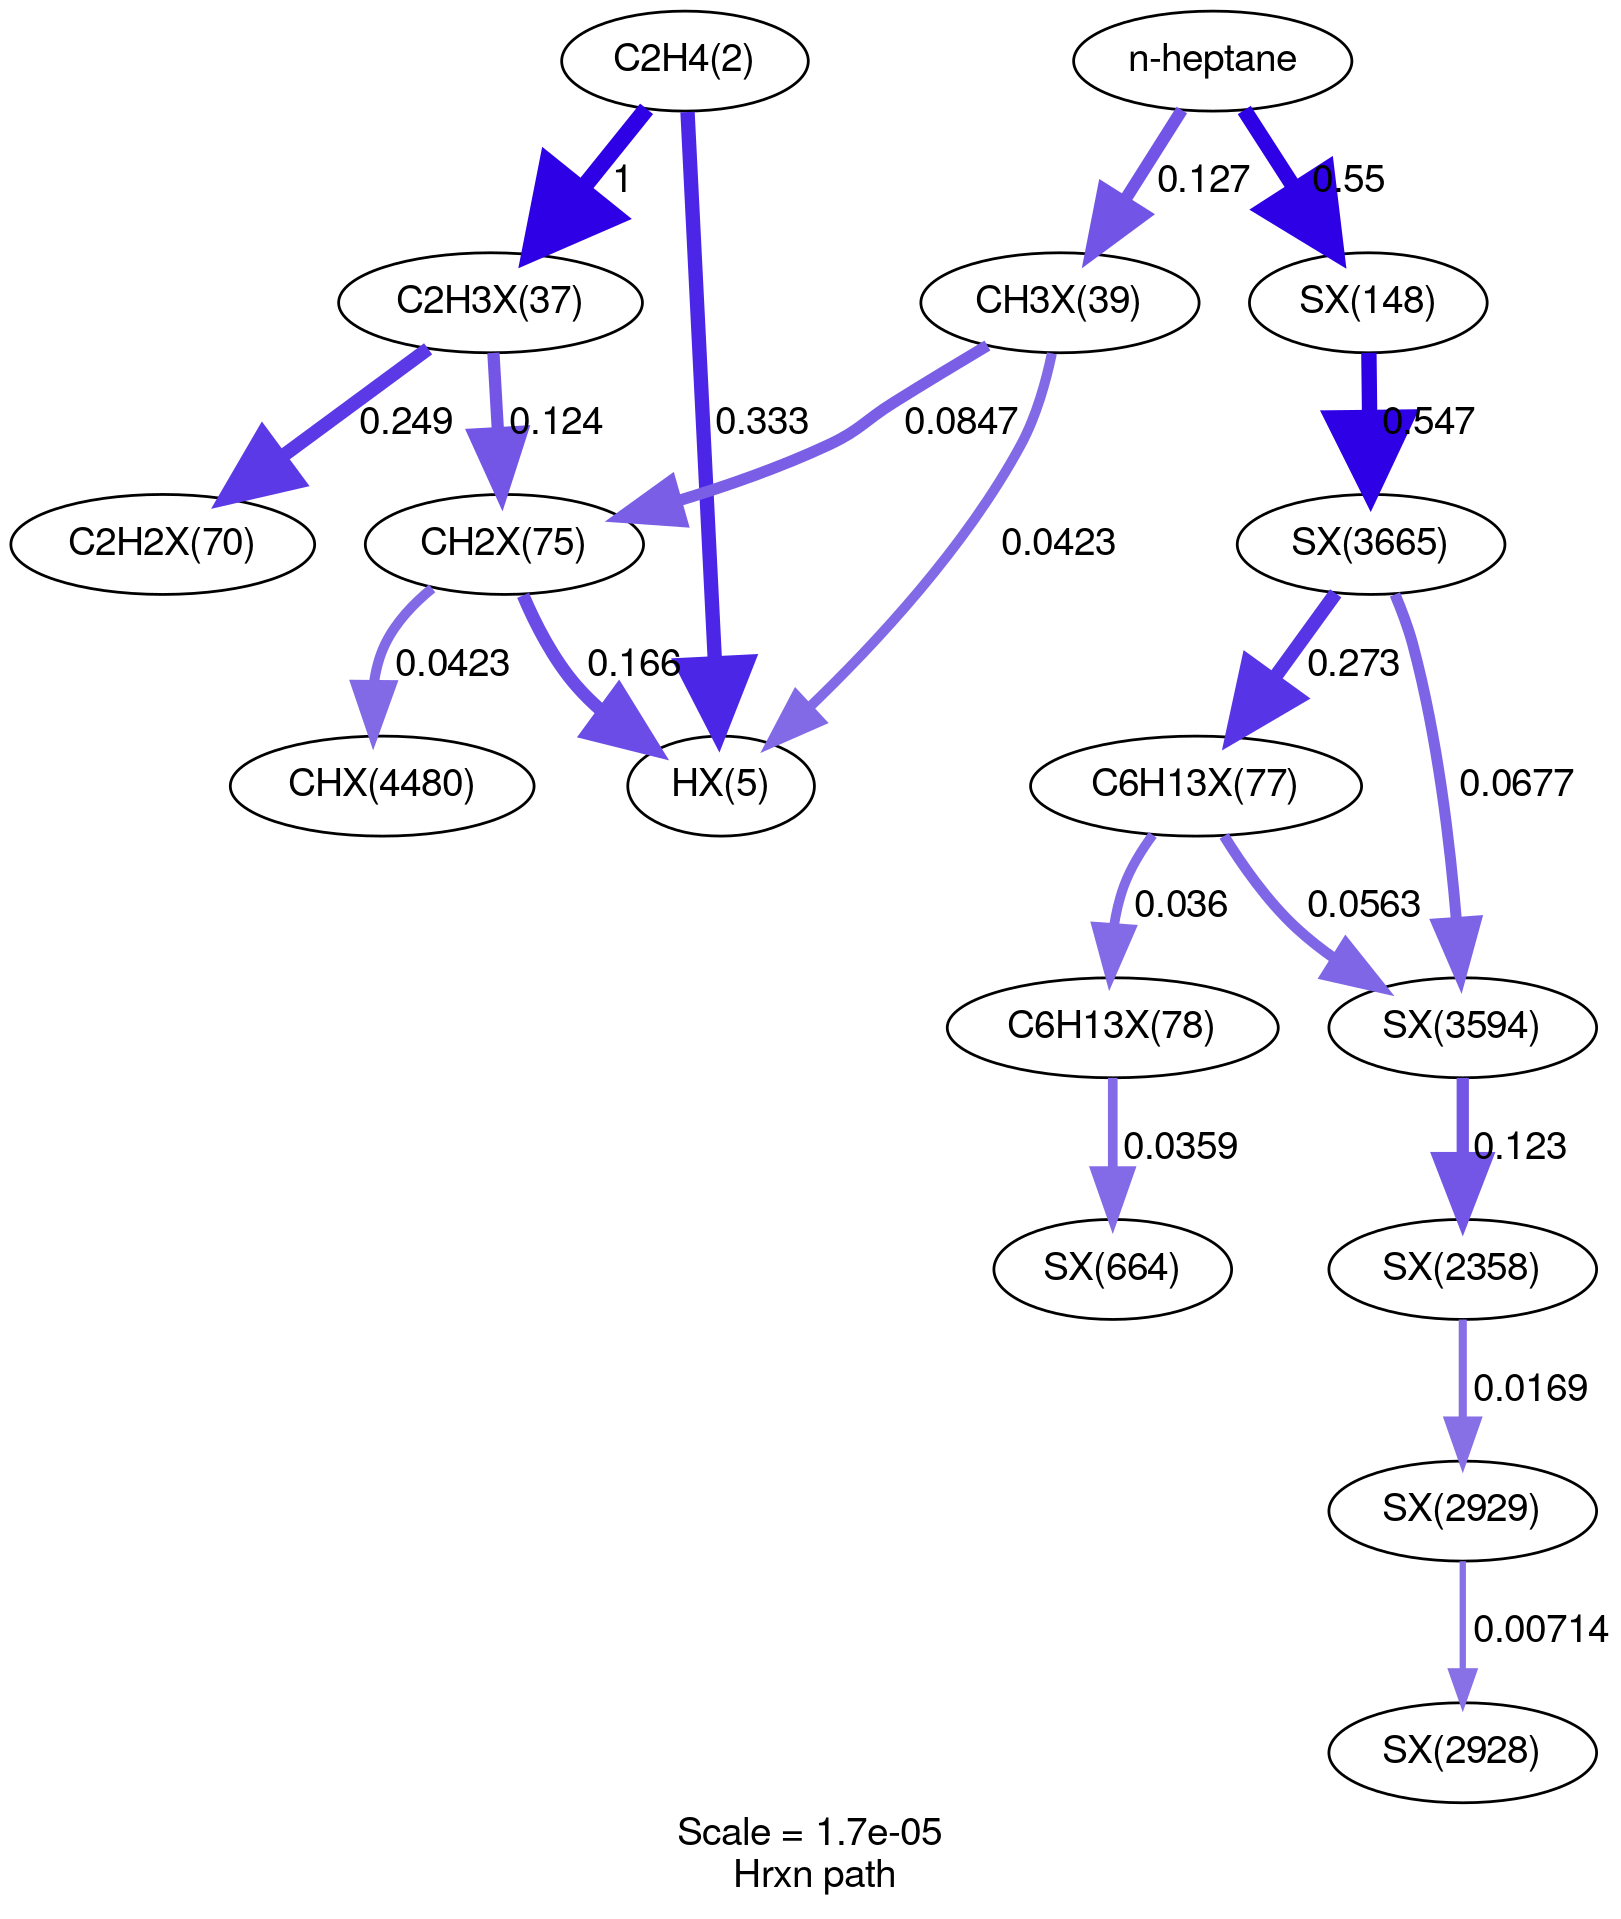 C2H4(2)
n-heptane
1
0.127
0.55
C2H3X(37)
CH3X(39)
SX(148)
0.249
0.124
0.333
0.0847
0.547
C2H2X(70)
CH2X(75)
0.0423
SX(3665)
0.0423
0.166
0.273
CHX(4480)
HX(5)
C6H13X(77)
0.0677
0.036
0.0563
C6H13X(78)
SX(3594)
0.0359
0.123
SX(664)
SX(2358)
0.0169
SX(2929)
0.00714
SX(2928)
Scale = 1.7e-05
Hrxn path